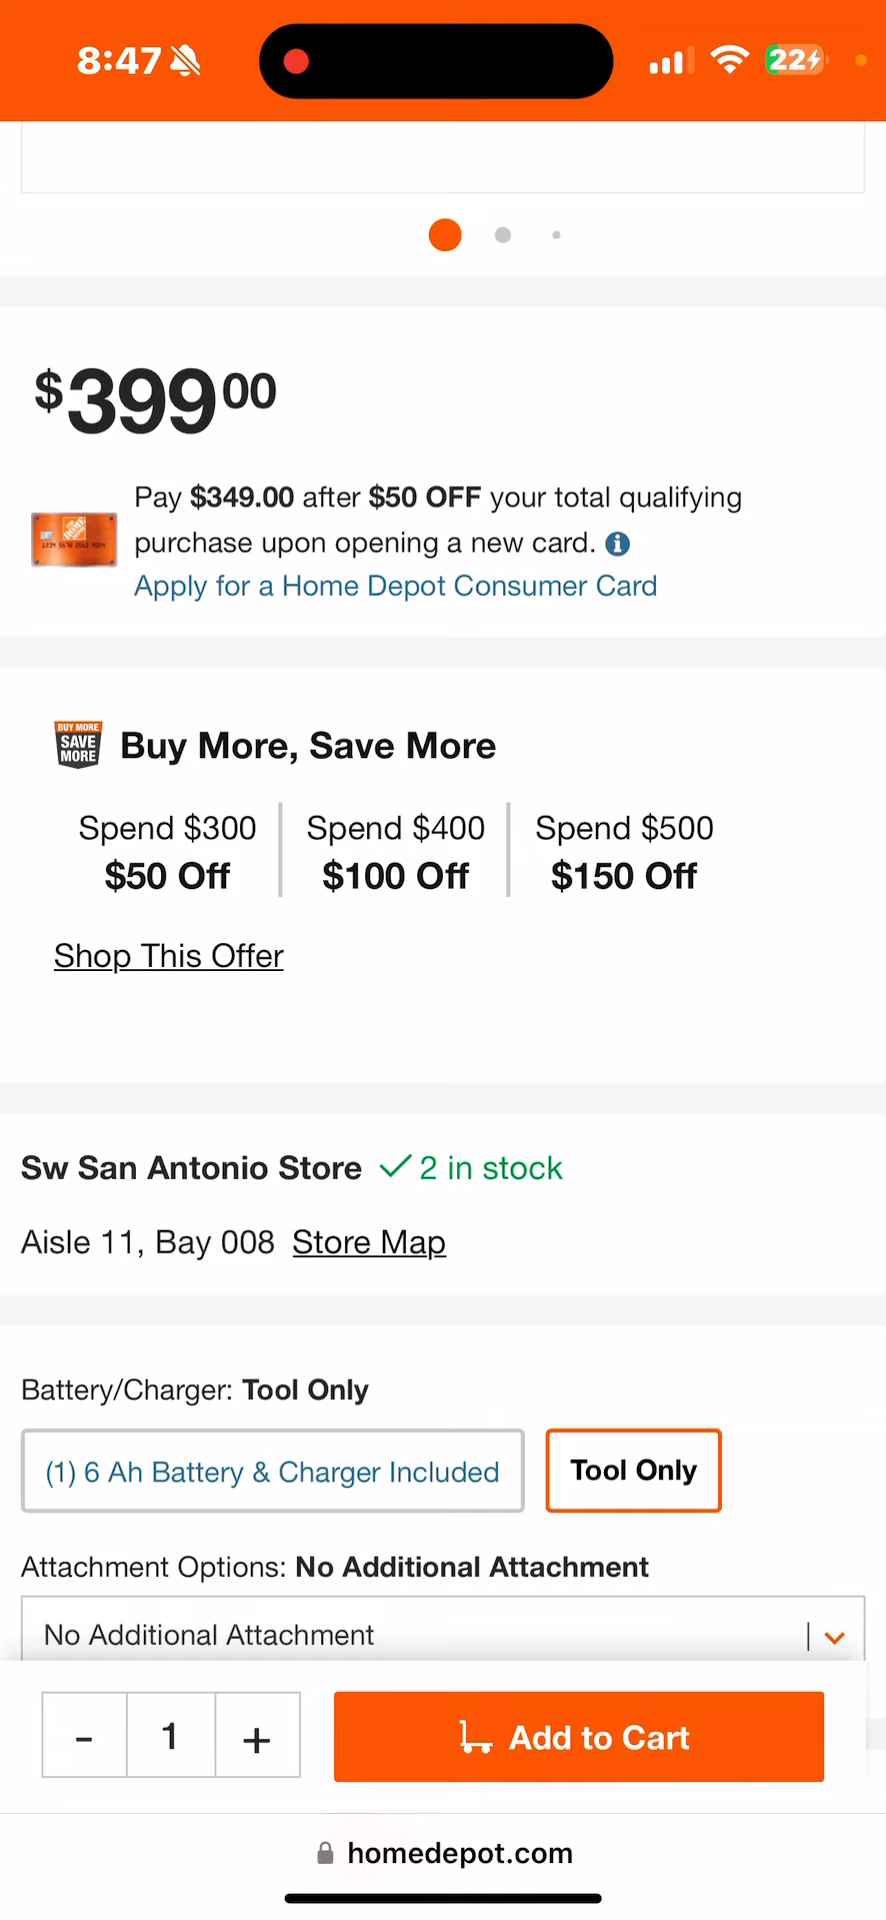 8:47
22
$399 00
Pay $349.00 after $50 OFF your total qualifying
purchase upon opening a new card.
Apply for a Home Depot Consumer Card
BUY MORE
SAVE
MORE
Buy More, Save More
Spend $300 Spend $400 Spend $500
$50 Off $100 Off $150 Off
Shop This Offer
Sw San Antonio Store 2 in stock
Aisle 11, Bay 008 Store Map
Battery/Charger: Tool Only
(1) 6 Ah Battery & Charger Included Tool Only
Attachment Options: No Additional Attachment
No Additional Attachment
- 1 + Add to Cart
homedepot.com